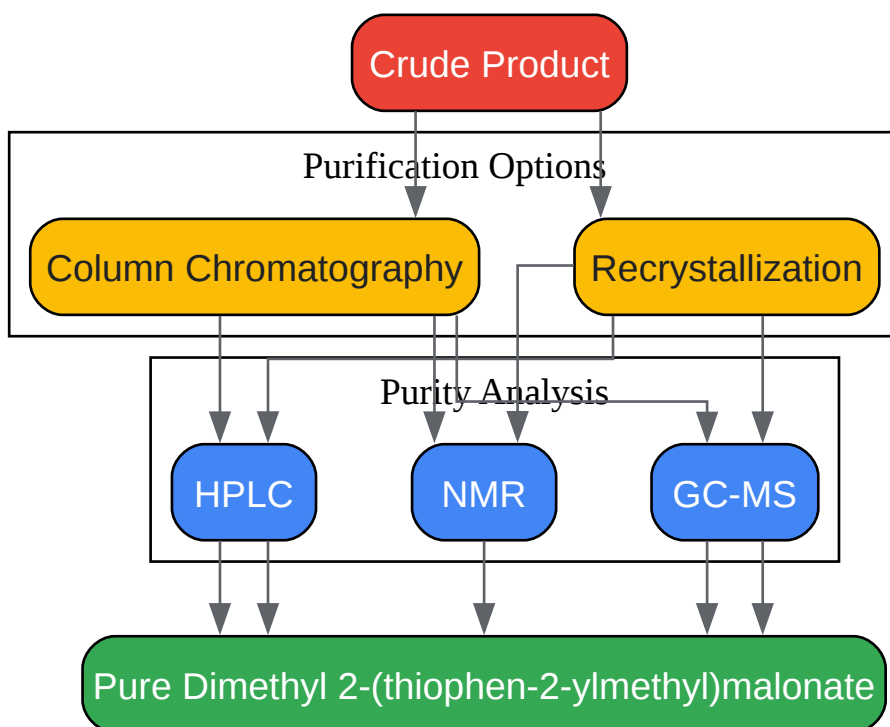 Crude Product
Purification Options
Column Chromatography
Recrystallization
Purity Analysis
HPLC
NMR
GC-MS
Pure Dimethyl 2-(thiophen-2-ylmethyl)malonate